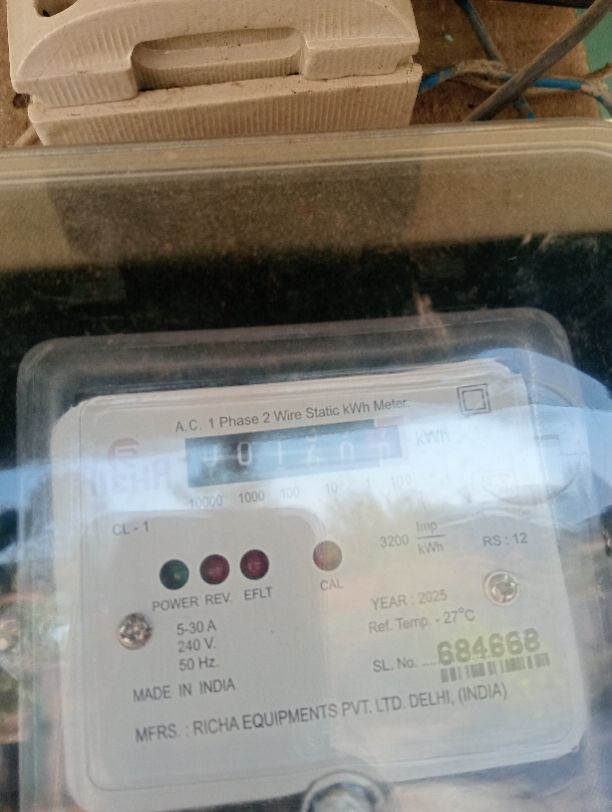 A.C. 1 Phase 2 Wire Static kWh Meter.
kWh
10000 1000 100 10 1
CL - 1
3200 Imp/kWh
RS : 12
POWER REV. EFLT
CAL
5-30 A
240 V.
50 Hz.
YEAR : 2025
Ref. Temp. - 27°C
SL. No. ....684668
MADE IN INDIA
MFRS. : RICHA EQUIPMENTS PVT. LTD. DELHI, (INDIA)